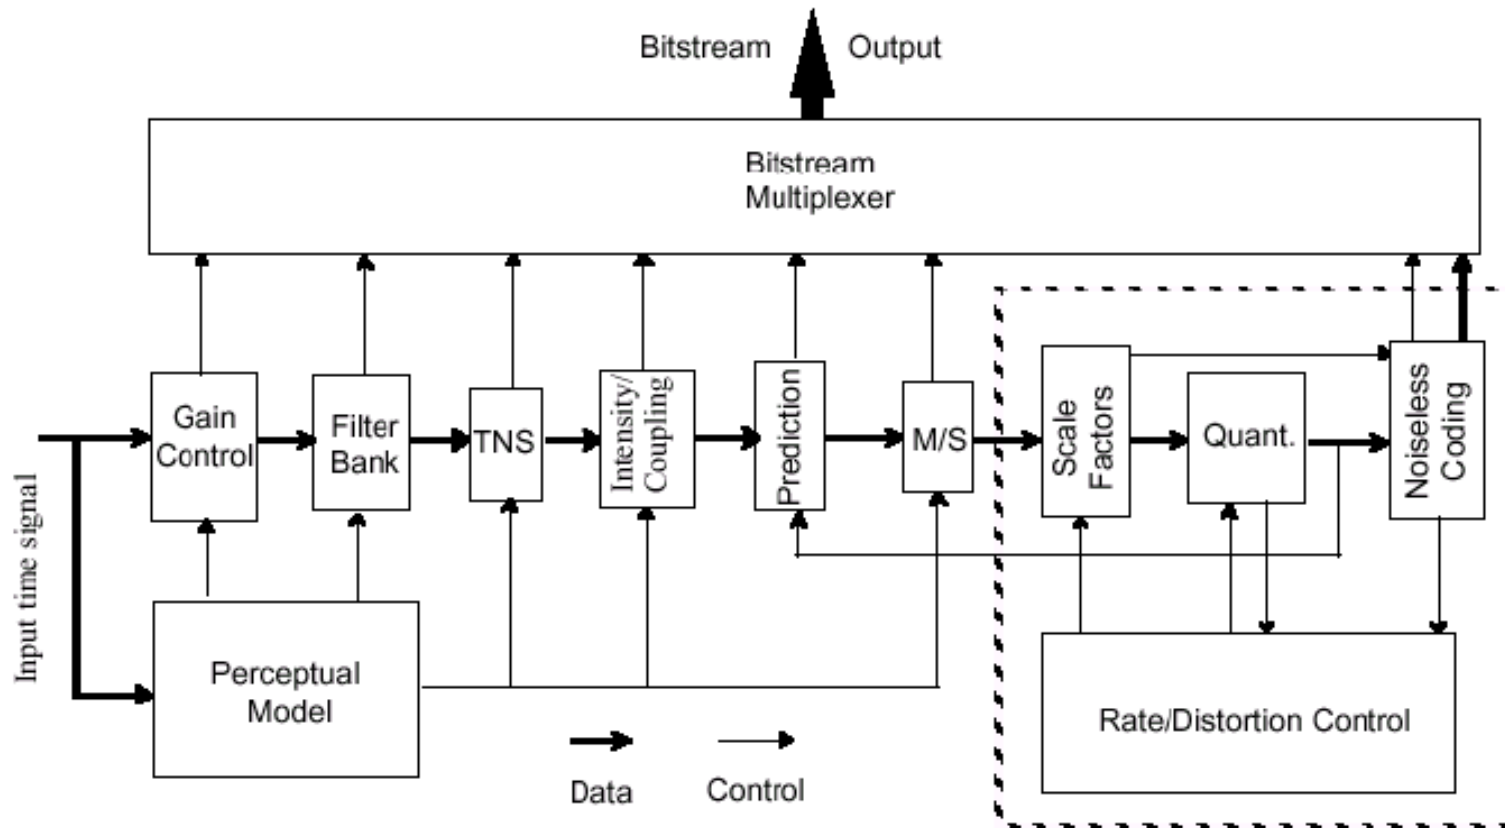 Bitstream Output
Bitstream
Multiplexer
Gain
Control
Filter
Bank
TNS
Intensity/
Coupling
Prediction
M/S
Scale
Factors
Quant.
Noiseless
Coding
Input time signal
Perceptual
Model
Rate/Distortion Control
Data
Control